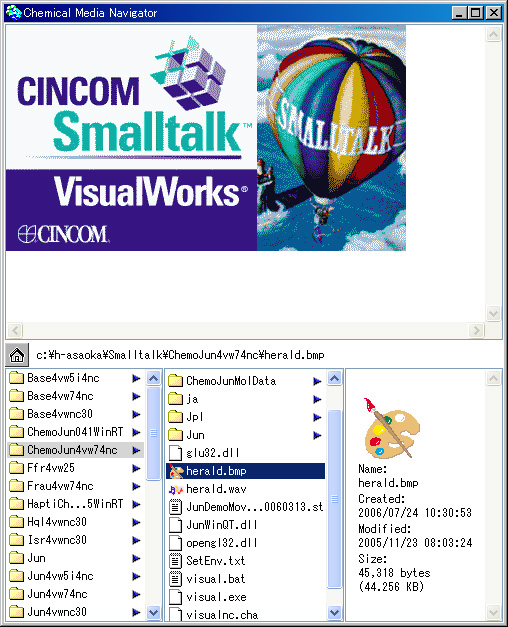 Chemical Media Navigator
CINCOM
Smalltalk™
VisualWorks®
CINCOM®
SMALLTALK
c:¥h-asaoka¥Smalltalk¥ChemoJun4vw74nc¥herald.bmp
Base4vw5i4nc
Base4vw74nc
Base4vwnc30
ChemoJun041WinRT
ChemoJun4vw74nc
Ffr4vw25
Frau4vw74nc
HaptiCh...5WinRT
Hql4vwnc30
Isr4vwnc30
Jun
Jun4vw5i4nc
Jun4vw74nc
Jun4vwnc30
ChemoJunMolData
ja
Jpl
Jun
glu32.dll
herald.bmp
herald.wav
JunDemoMov...0060313.st
JunWinQT.dll
opengl32.dll
SetEnv.txt
visual.bat
visual.exe
visualnc.cha
Name:
herald.bmp
Created:
2006/07/24 10:30:53
Modified:
2005/11/23 08:03:24
Size:
45,318 bytes
(44.256 KB)